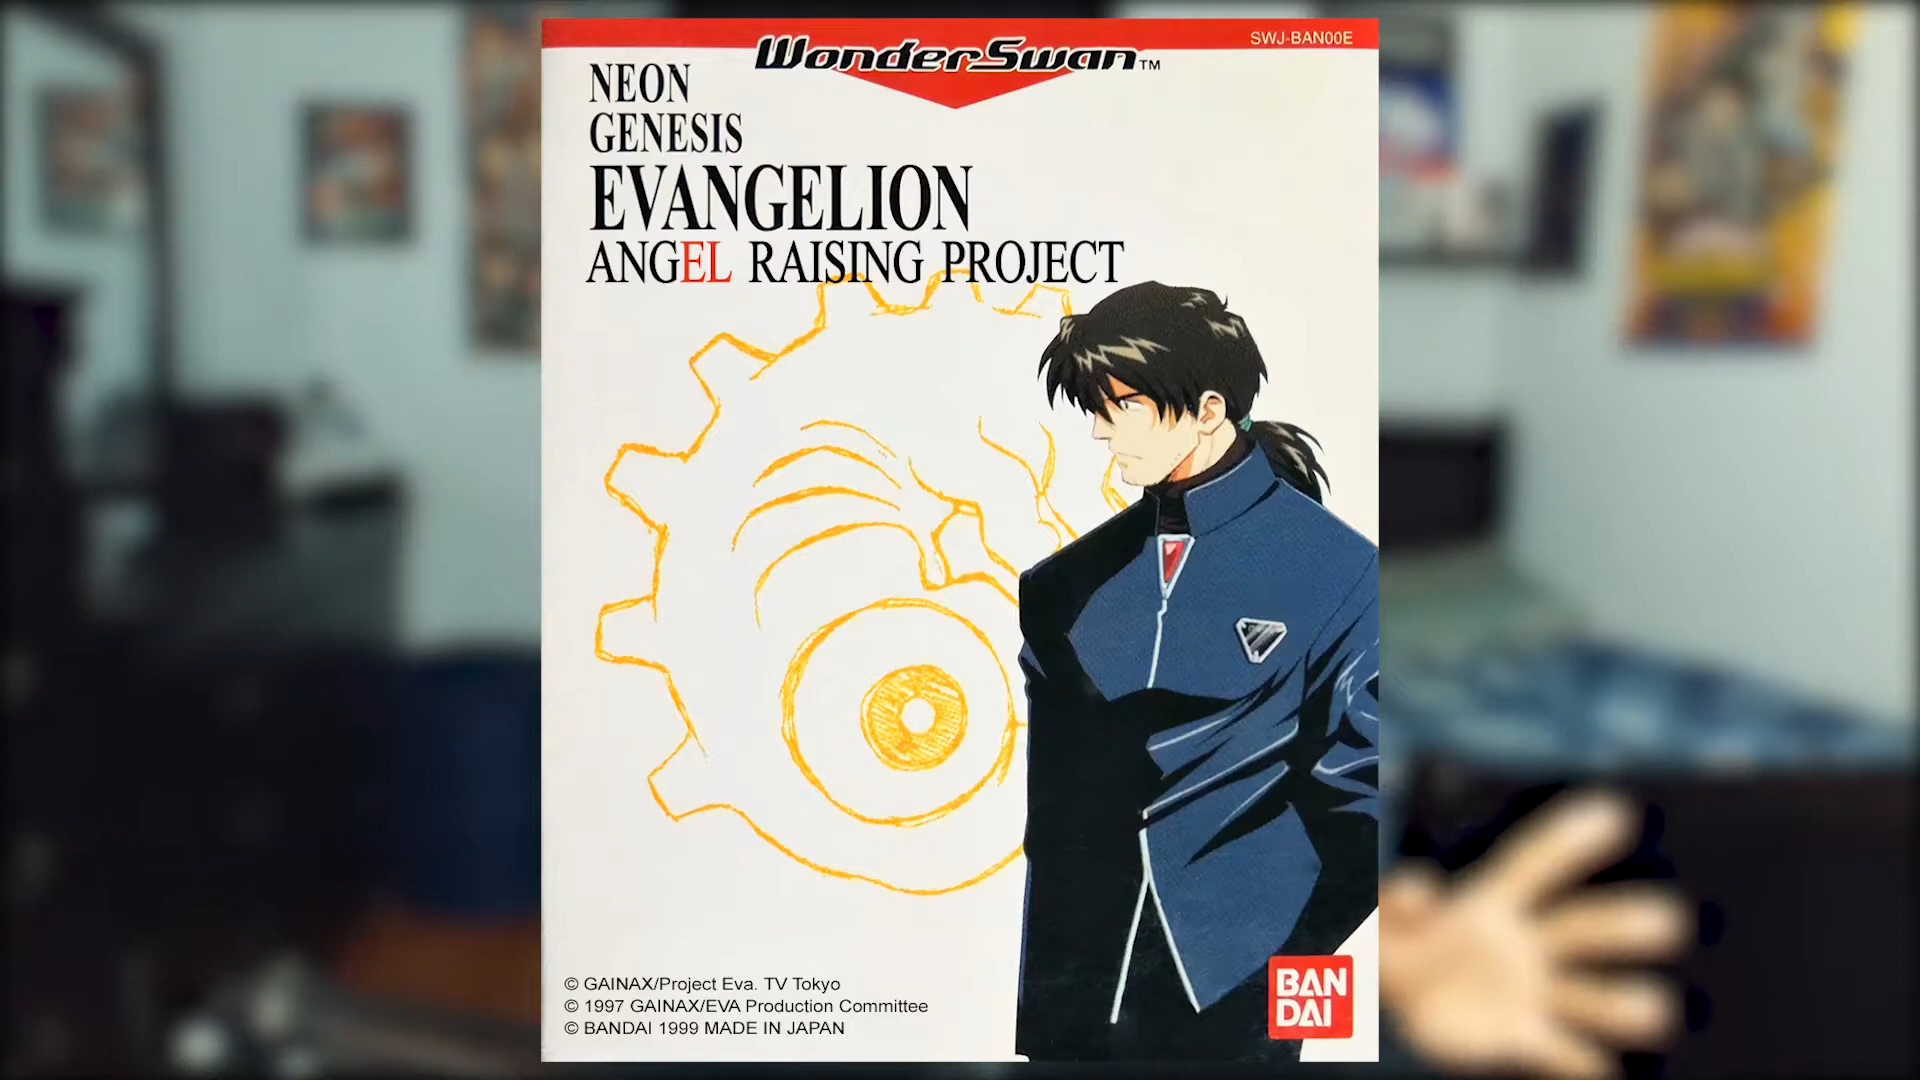 SWJ-BAN00E
WonderSwan™
NEON
GENESIS
EVANGELION
ANGEL RAISING PROJECT
© GAINAX/Project Eva. TV Tokyo
© 1997 GAINAX/EVA Production Committee
© BANDAI 1999 MADE IN JAPAN
BAN
DAI